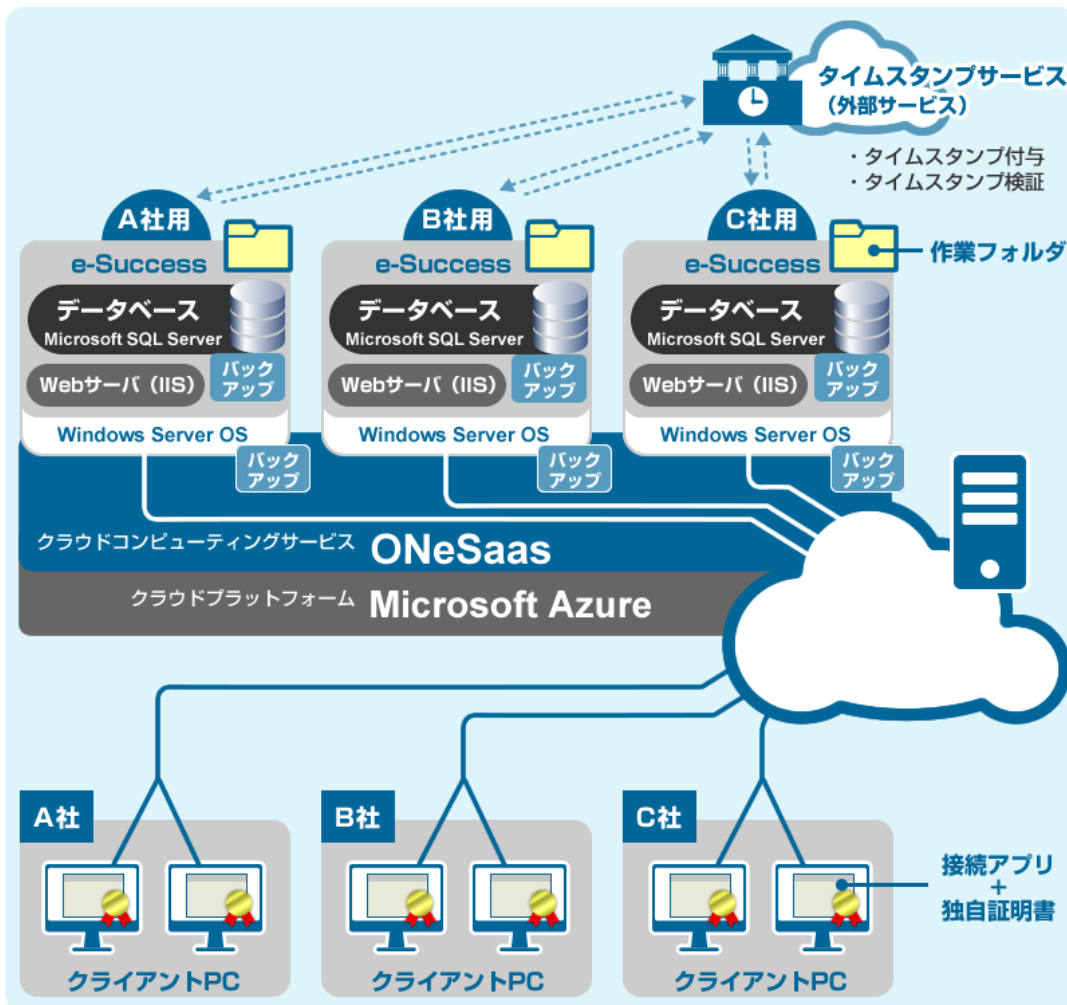 タイムスタンプサービス
（外部サービス）
・タイムスタンプ付与
・タイムスタンプ検証
A社用
B社用
C社用
作業フォルダ
e-Success
データベース
Microsoft SQL Server
バック
アップ
Webサーバ（IIS）
Windows Server OS
バック
アップ
e-Success
データベース
Microsoft SQL Server
バック
アップ
Webサーバ（IIS）
Windows Server OS
バック
アップ
e-Success
データベース
Microsoft SQL Server
バック
アップ
Webサーバ（IIS）
Windows Server OS
バック
アップ
クラウドコンピューティングサービス ONeSaas
クラウドプラットフォーム Microsoft Azure
A社
クライアントPC
B社
クライアントPC
C社
クライアントPC
接続アプリ
+
独自証明書